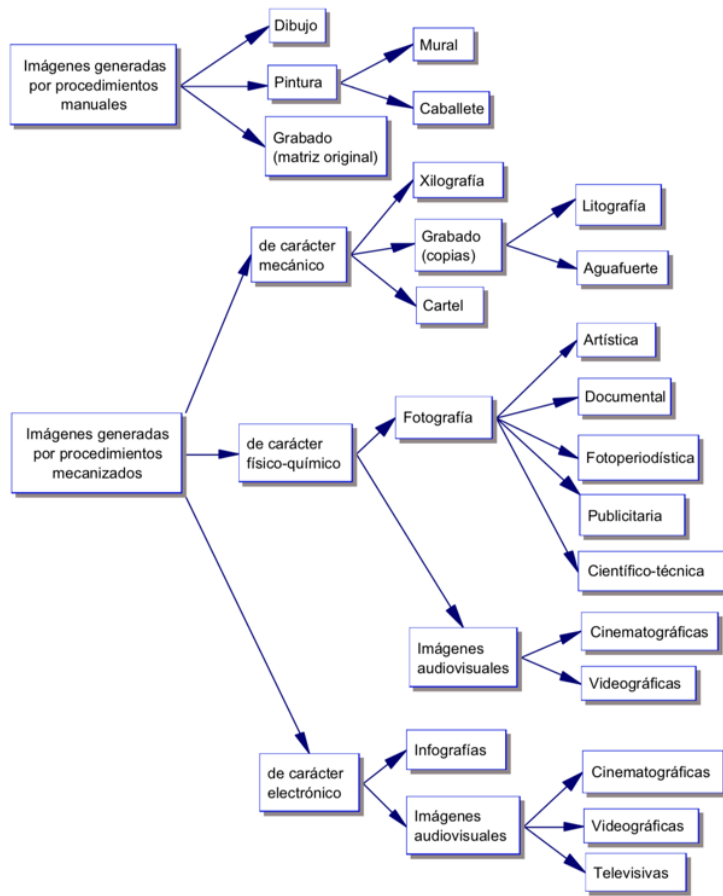 Imágenes generadas
por procedimientos
manuales
Dibujo
Pintura
Grabado
(matriz original)
Mural
Caballete
Imágenes generadas
por procedimientos
mecanizados
de carácter
mecánico
Xilografía
Grabado
(copias)
Cartel
Litografía
Aguafuerte
de carácter
físico-químico
Fotografía
Artística
Documental
Fotoperiodística
Publicitaria
Científico-técnica
Imágenes
audiovisuales
Cinematográficas
Videográficas
de carácter
electrónico
Infografías
Imágenes
audiovisuales
Cinematográficas
Videográficas
Televisivas